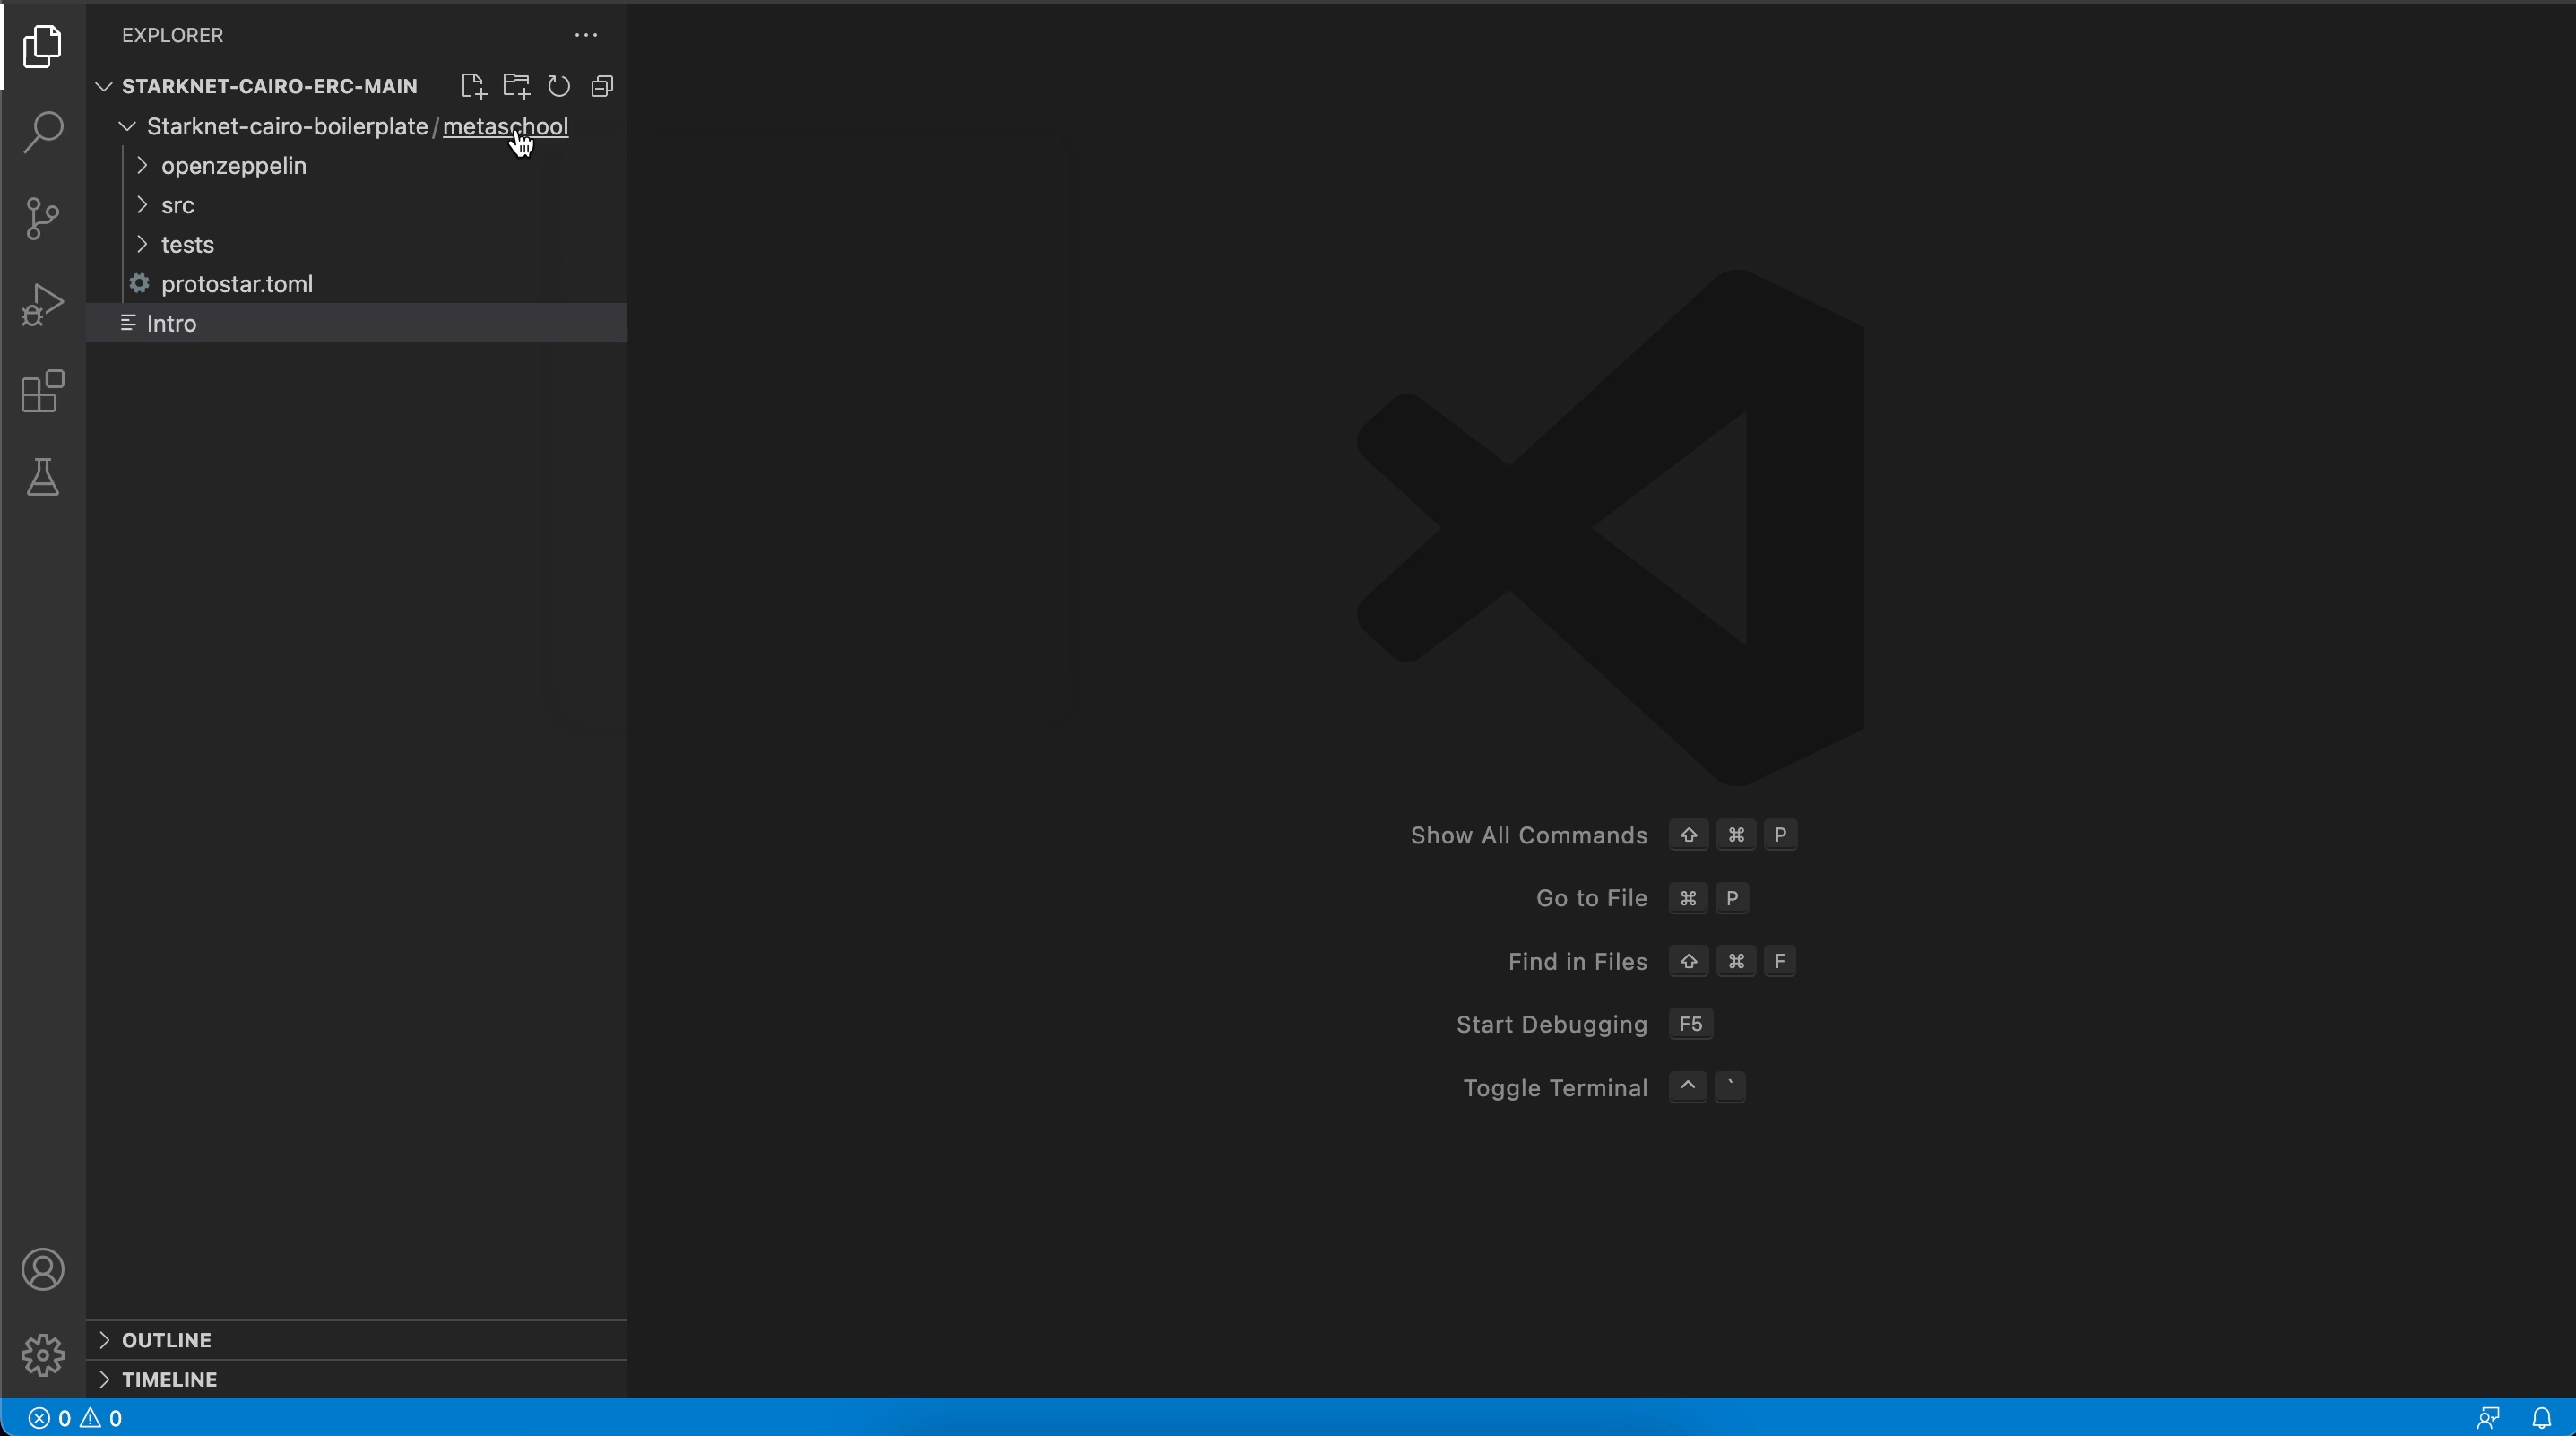 EXPLORER
STARKNET-CAIRO-ERC-MAIN
Starknet-cairo-boilerplate/metaschool
openzeppelin
src
tests
protostar.toml
Intro
Show All Commands ⇧ ⌘ P
Go to File ⌘ P
Find in Files ⇧ ⌘ F
Start Debugging F5
Toggle Terminal ^ `
OUTLINE
TIMELINE
0 0